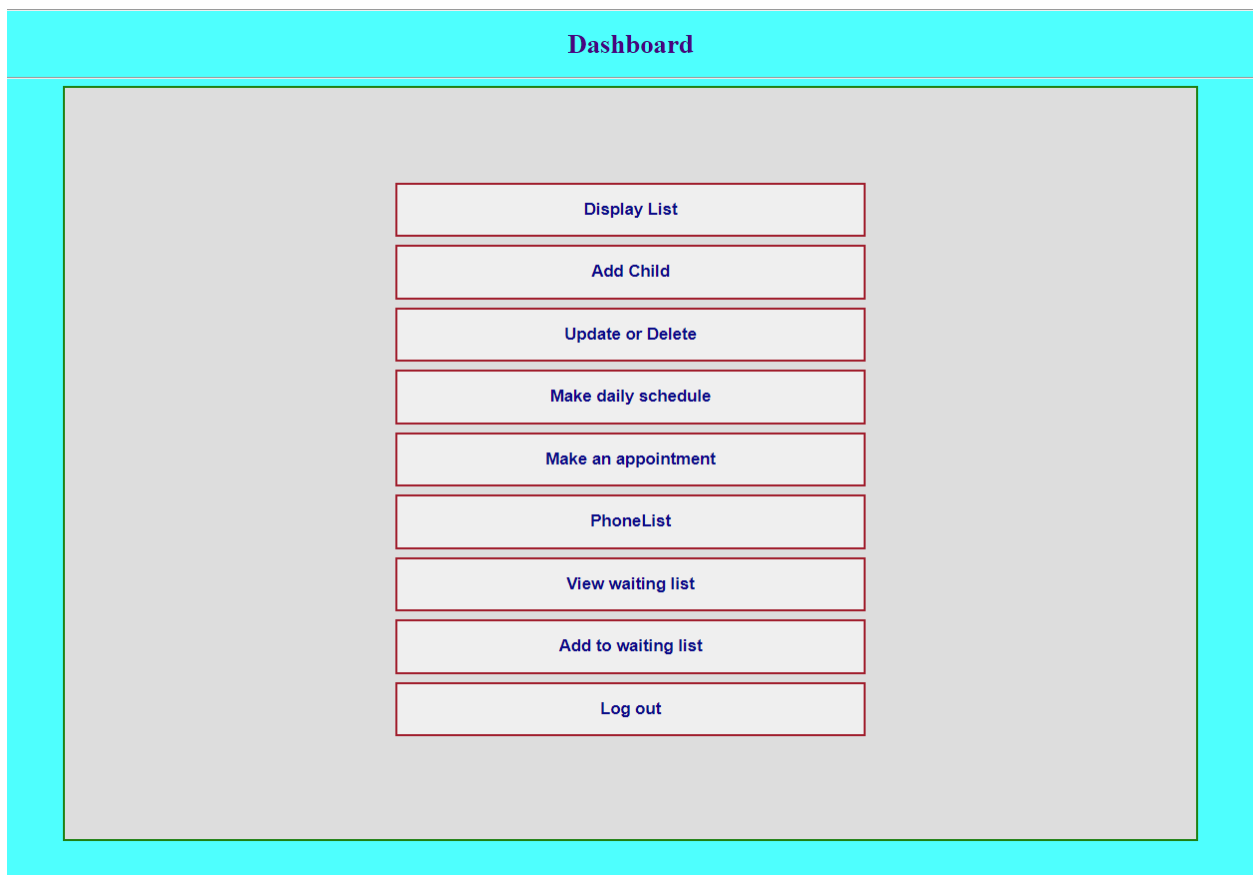 Dashboard
Display List
Add Child
Update or Delete
Make daily schedule
Make an appointment
PhoneList
View waiting list
Add to waiting list
Log out